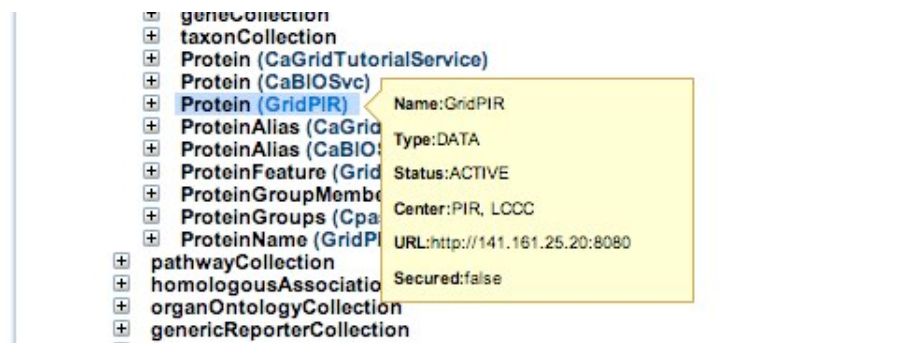 geneCollection
taxonCollection
Protein (CaGridTutorialService)
Protein (CaBIOSvc)
Protein (GridPIR)
ProteinAlias (CaGrid
ProteinAlias (CaBIO
ProteinFeature (Grid
ProteinGroupMembe
ProteinGroups (Cpa
ProteinName (GridP
pathwayCollection
homologousAssociatio
organOntologyCollection
genericReporterCollection
Name:GridPIR
Type:DATA
Status:ACTIVE
Center:PIR, LCCC
URL:http://141.161.25.20:8080
Secured:false